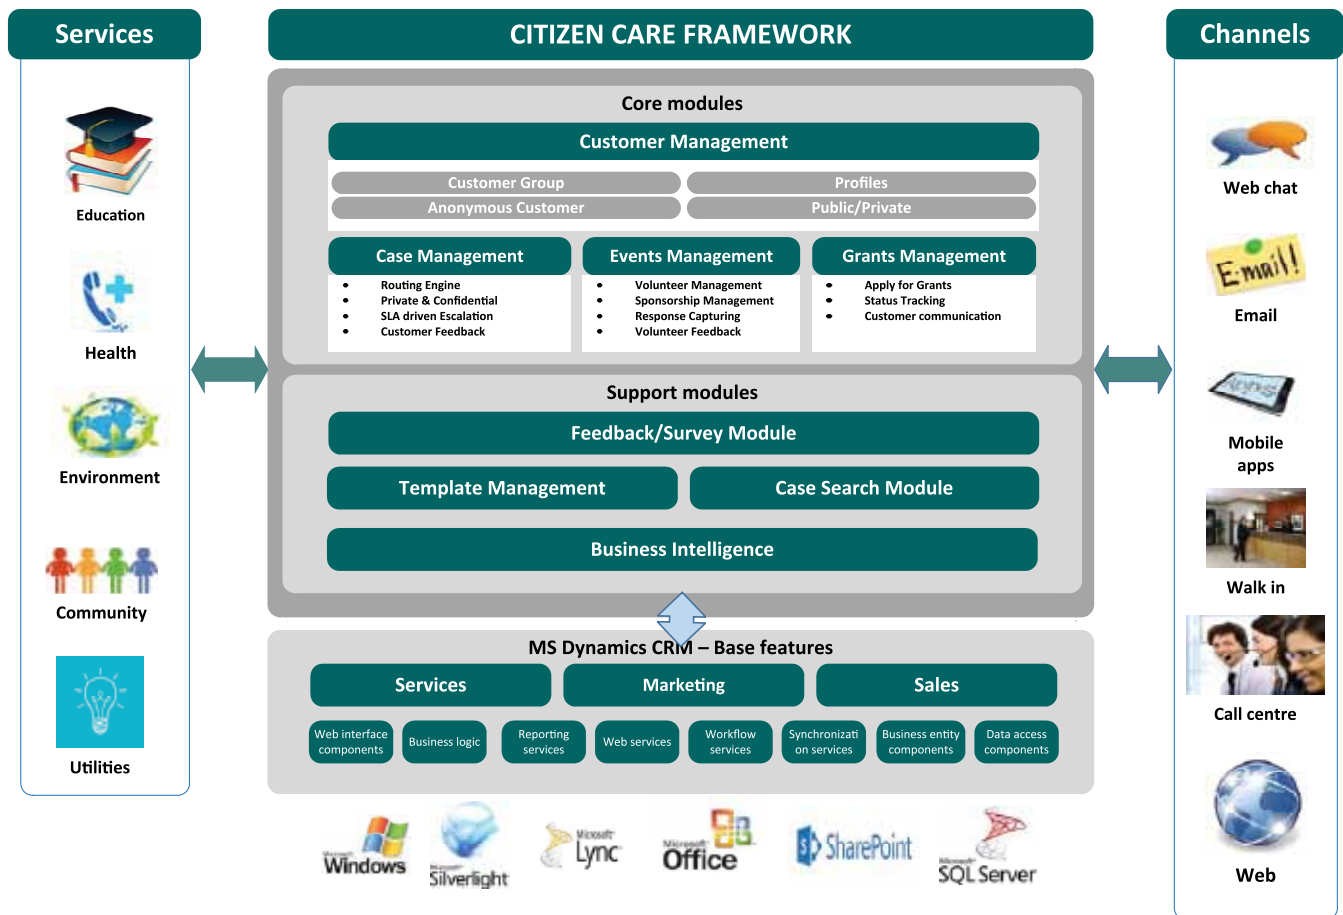 Services
Education
Health
Environment
Community
Utilities
CITIZEN CARE FRAMEWORK
Core modules
Customer Management
Customer Group
Profiles
Anonymous Customer
Public/Private
Case Management
• Routing Engine
• Private & Confidential
• SLA driven Escalation
• Customer Feedback
Events Management
• Volunteer Management
• Sponsorship Management
• Response Capturing
• Volunteer Feedback
Grants Management
• Apply for Grants
• Status Tracking
• Customer communication
Support modules
Feedback/Survey Module
Template Management
Case Search Module
Business Intelligence
MS Dynamics CRM – Base features
Services
Marketing
Sales
Web interface
components
Business logic
Reporting
services
Web services
Workflow
services
Synchronizati
on services
Business entity
components
Data access
components
Microsoft
Windows
Microsoft
Silverlight
Microsoft
Lync
Microsoft
Office
S
SharePoint
Microsoft
SQL Server
Channels
Web chat
E-mail!
Email
Apps
Mobile
apps
Walk in
Call centre
Web